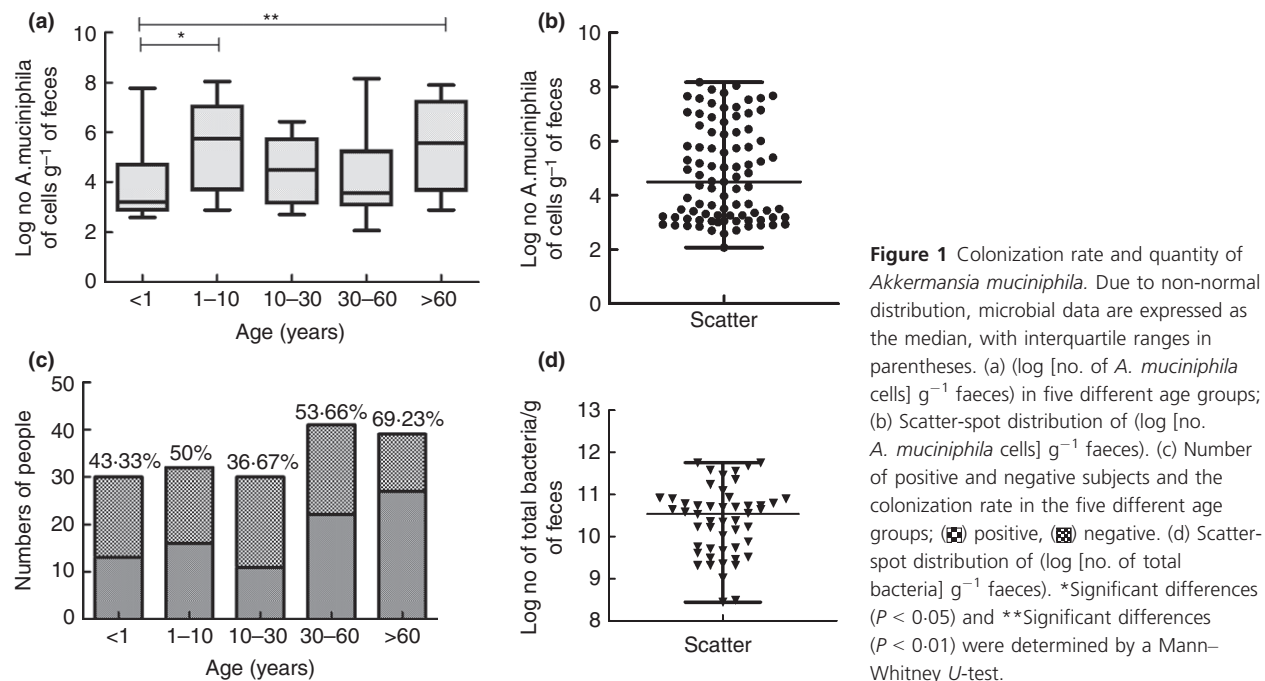 (a)
**
*
10
8
6
4
2
0
Log no A.muciniphila
of cells g⁻¹ of feces
<1 1–10 10–30 30–60 >60
Age (years)
(b)
10
8
6
4
2
0
Log no A.muciniphila
of cells g⁻¹ of feces
Scatter
(c)
50
40
30
20
10
0
Numbers of people
43·33% 50% 36·67% 53·66% 69·23%
<1 1–10 10–30 30–60 >60
Age (years)
(d)
13
12
11
10
9
8
Log no of total bacteria/g
of feces
Scatter
Figure 1 Colonization rate and quantity of
Akkermansia muciniphila. Due to non-normal
distribution, microbial data are expressed as
the median, with interquartile ranges in
parentheses. (a) (log [no. of A. muciniphila
cells] g⁻¹ faeces) in five different age groups;
(b) Scatter-spot distribution of (log [no.
A. muciniphila cells] g⁻¹ faeces). (c) Number
of positive and negative subjects and the
colonization rate in the five different age
groups; () positive, () negative. (d) Scatter-
spot distribution of (log [no. of total
bacteria] g⁻¹ faeces). *Significant differences
(P < 0·05) and **Significant differences
(P < 0·01) were determined by a Mann–
Whitney U-test.